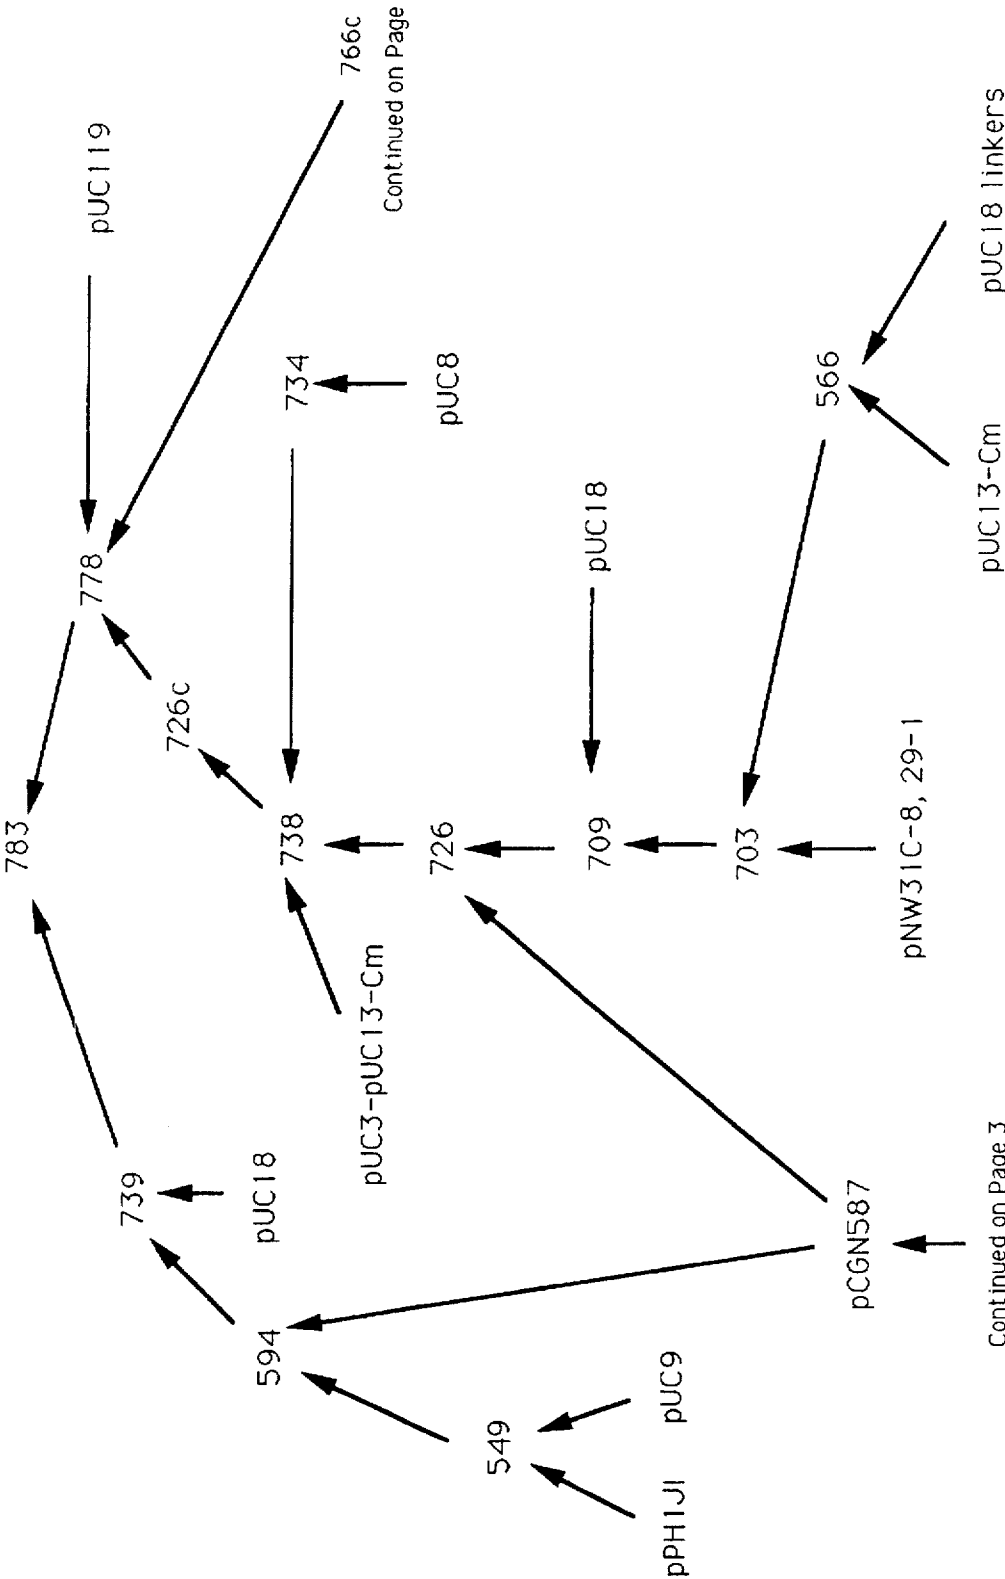 783
778
pUC119
739
726c
pUC18
594
738
734
766c
Continued on Page
pUC3-pUC13-Cm
726
pUC8
549
709
pUC18
pPH1JI
pUC9
703
566
pCGN587
pNW31C-8, 29-1
pUC13-Cm
pUC18 linkers
Continued on Page 3